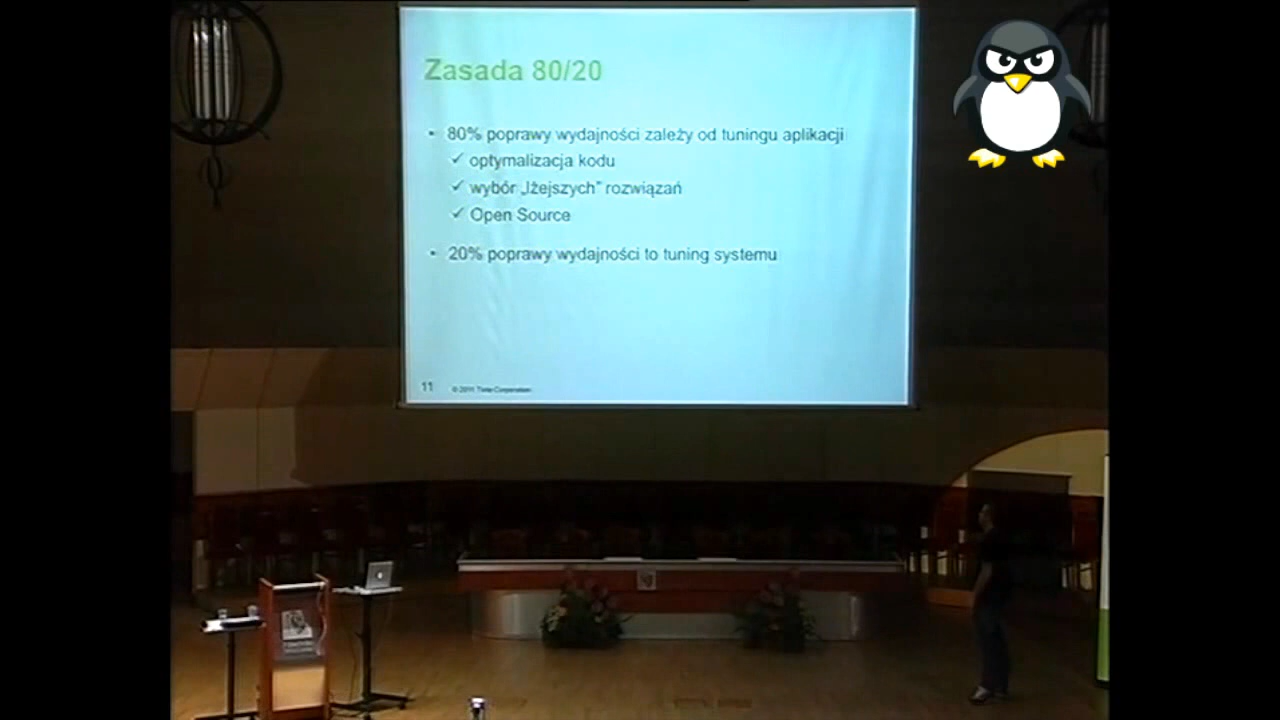 Zasada 80/20
• 80% poprawy wydajności zależy od tuningu aplikacji
✓ optymalizacja kodu
✓ wybór „lżejszych” rozwiązań
✓ Open Source
• 20% poprawy wydajności to tuning systemu
11 © 2011